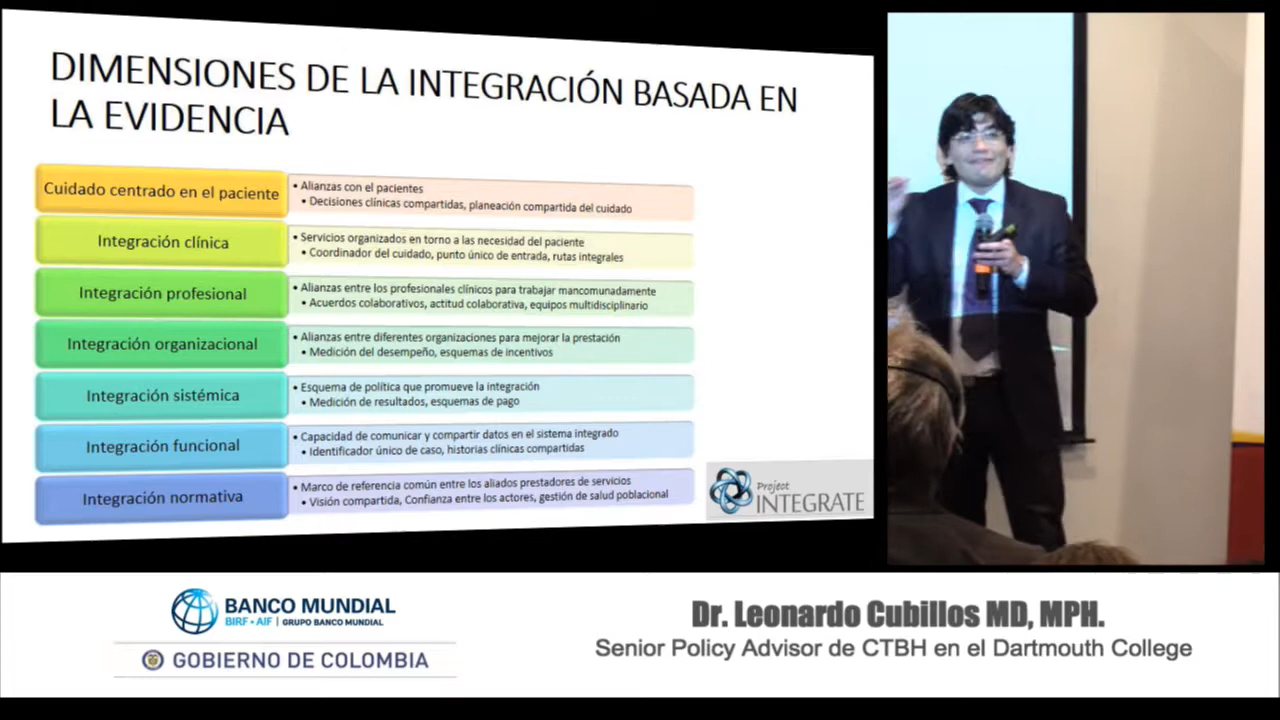 DIMENSIONES DE LA INTEGRACIÓN BASADA EN
LA EVIDENCIA
Cuidado centrado en el paciente
• Alianzas con el pacientes
• Decisiones clínicas compartidas, planeación compartida del cuidado
Integración clínica
• Servicios organizados en torno a las necesidad del paciente
• Coordinador del cuidado, punto único de entrada, rutas integrales
Integración profesional
• Alianzas entre los profesionales clínicos para trabajar mancomunadamente
• Acuerdos colaborativos, actitud colaborativa, equipos multidisciplinario
Integración organizacional
• Alianzas entre diferentes organizaciones para mejorar la prestación
• Medición del desempeño, esquemas de incentivos
Integración sistémica
• Esquema de política que promueve la integración
• Medición de resultados, esquemas de pago
Integración funcional
• Capacidad de comunicar y compartir datos en el sistema integrado
• Identificador único de caso, historias clínicas compartidas
Integración normativa
• Marco de referencia común entre los aliados prestadores de servicios
• Visión compartida, Confianza entre los actores, gestión de salud poblacional
Project
INTEGRATE
BANCO MUNDIAL
BIRF • AIF | GRUPO BANCO MUNDIAL
GOBIERNO DE COLOMBIA
Dr. Leonardo Cubillos MD, MPH.
Senior Policy Advisor de CTBH en el Dartmouth College